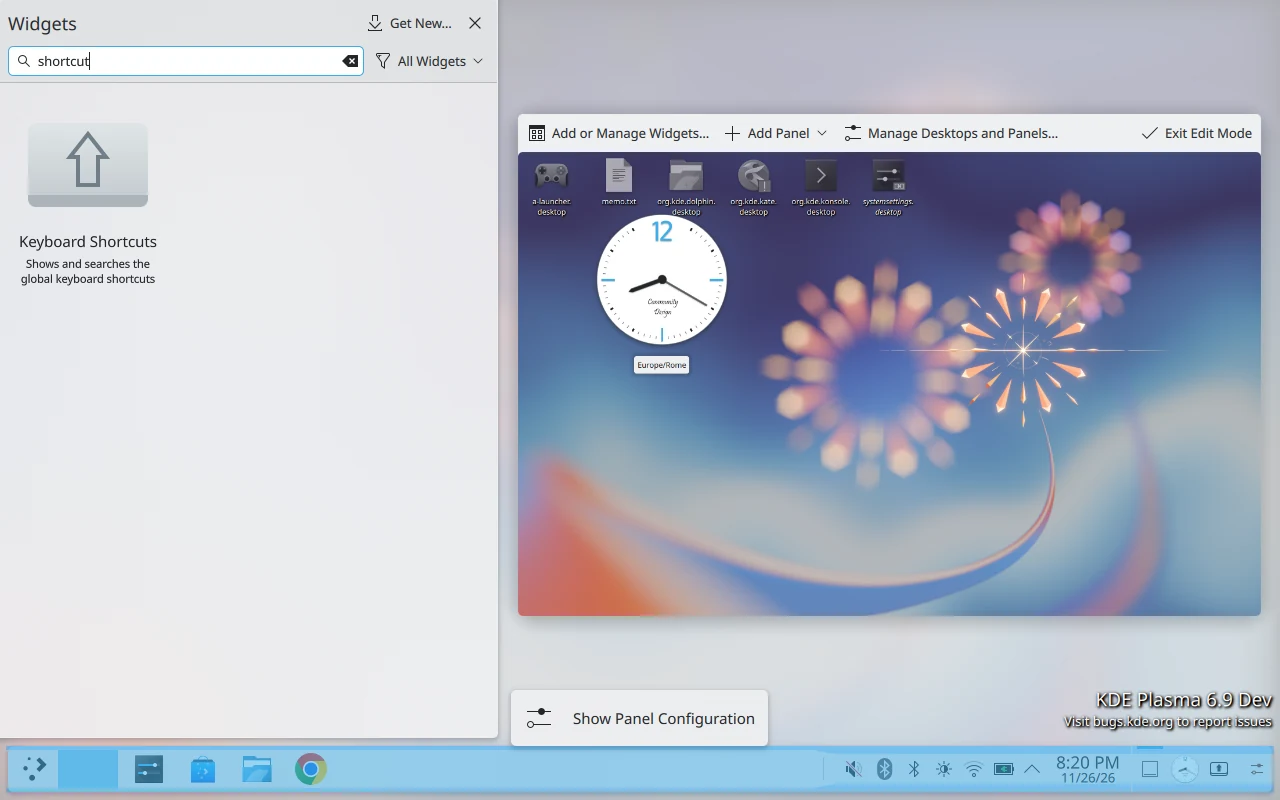 Widgets
Get New...
shortcut
All Widgets
Keyboard Shortcuts
Shows and searches the
global keyboard shortcuts
Add or Manage Widgets...
Add Panel
Manage Desktops and Panels...
Exit Edit Mode
a-launcher.
desktop
memo.txt
org.kde.dolphin.
desktop
org.kde.kate.
desktop
org.kde.konsole.
desktop
systemsettings.
desktop
12
Community
Design
Europe/Rome
Show Panel Configuration
KDE Plasma 6.9 Dev
Visit bugs.kde.org to report issues
8:20 PM
11/26/26